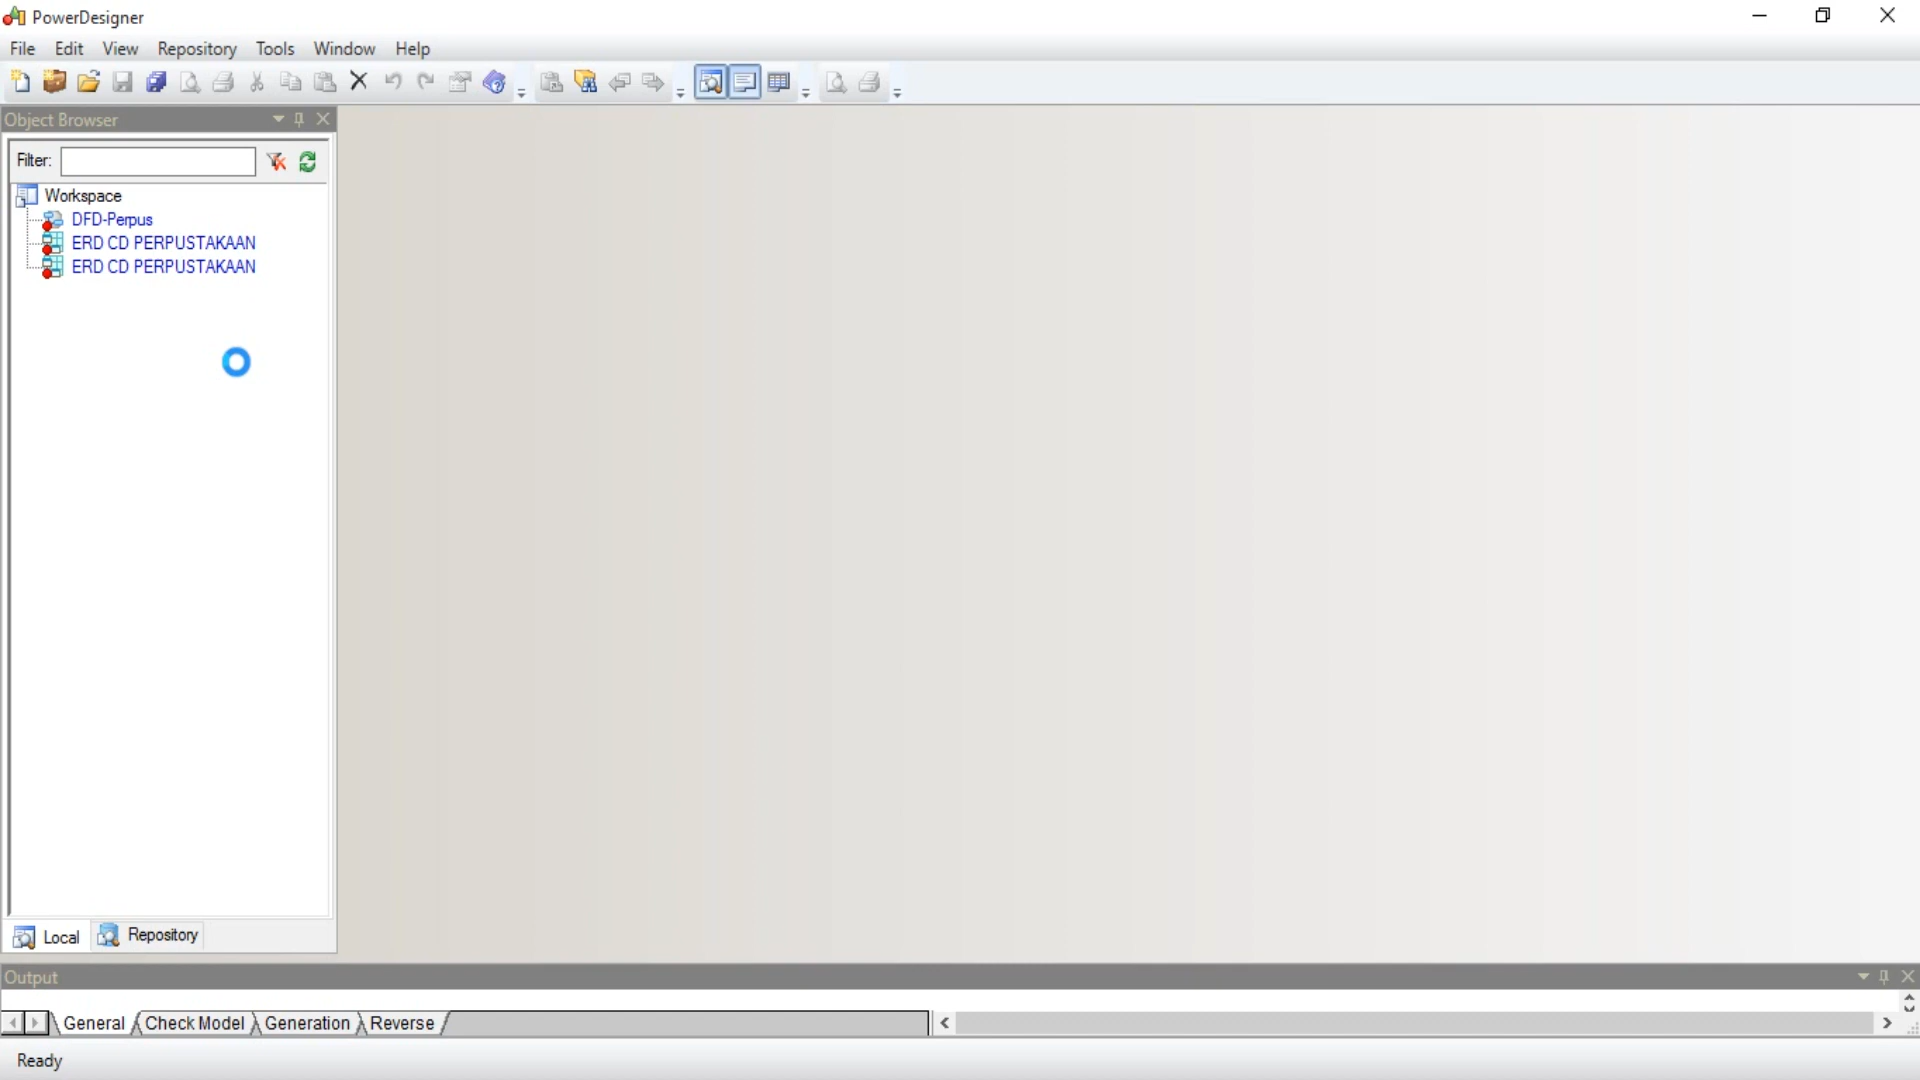 PowerDesigner
File Edit View Repository Tools Window Help
Object Browser
Filter:
Workspace
DFD-Perpus
ERD CD PERPUSTAKAAN
ERD CD PERPUSTAKAAN
Local Repository
Output
General Check Model Generation Reverse
Ready